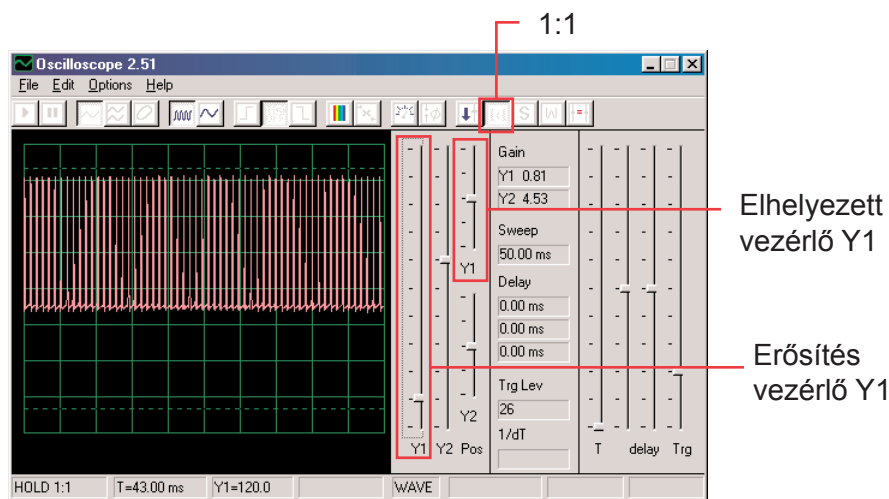 1:1
Oscilloscope 2.51
File Edit Options Help
Gain
Y1 0.81
Y2 4.53
Sweep
50.00 ms
Delay
0.00 ms
0.00 ms
0.00 ms
Trg Lev
26
1/dT
Y1
Y2
Y1 Y2 Pos
T delay Trg
Elhelyezett
vezérlő Y1
Erősítés
vezérlő Y1
HOLD 1:1 T=43.00 ms Y1=120.0 WAVE